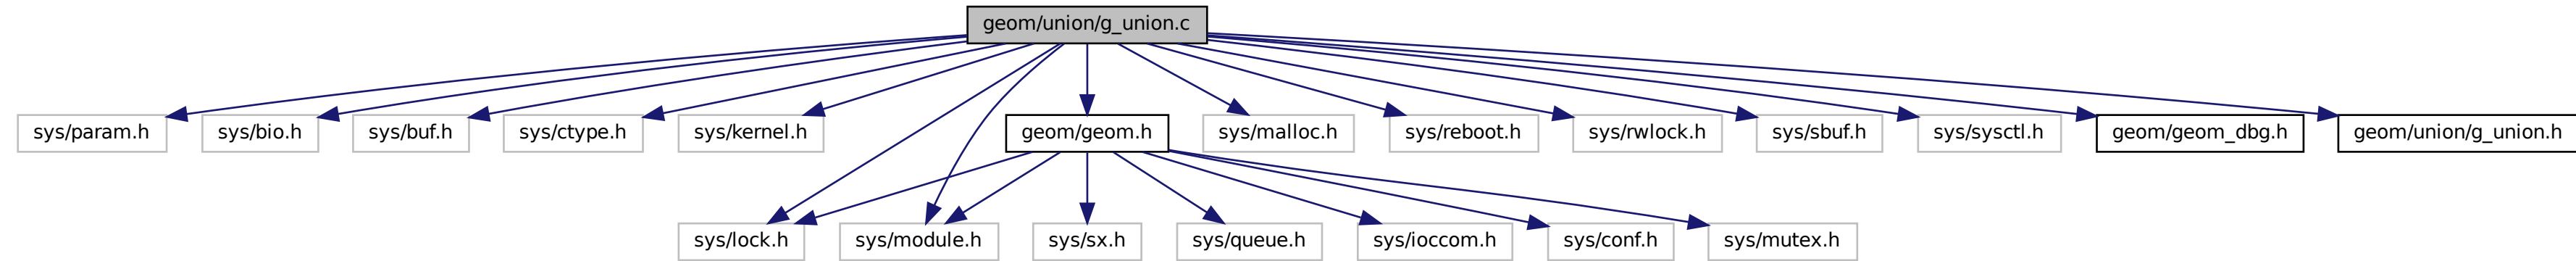 geom/union/g_union.c
sys/param.h
sys/bio.h
sys/buf.h
sys/ctype.h
sys/kernel.h
geom/geom.h
sys/malloc.h
sys/reboot.h
sys/rwlock.h
sys/sbuf.h
sys/sysctl.h
geom/geom_dbg.h
geom/union/g_union.h
sys/lock.h
sys/module.h
sys/sx.h
sys/queue.h
sys/ioccom.h
sys/conf.h
sys/mutex.h